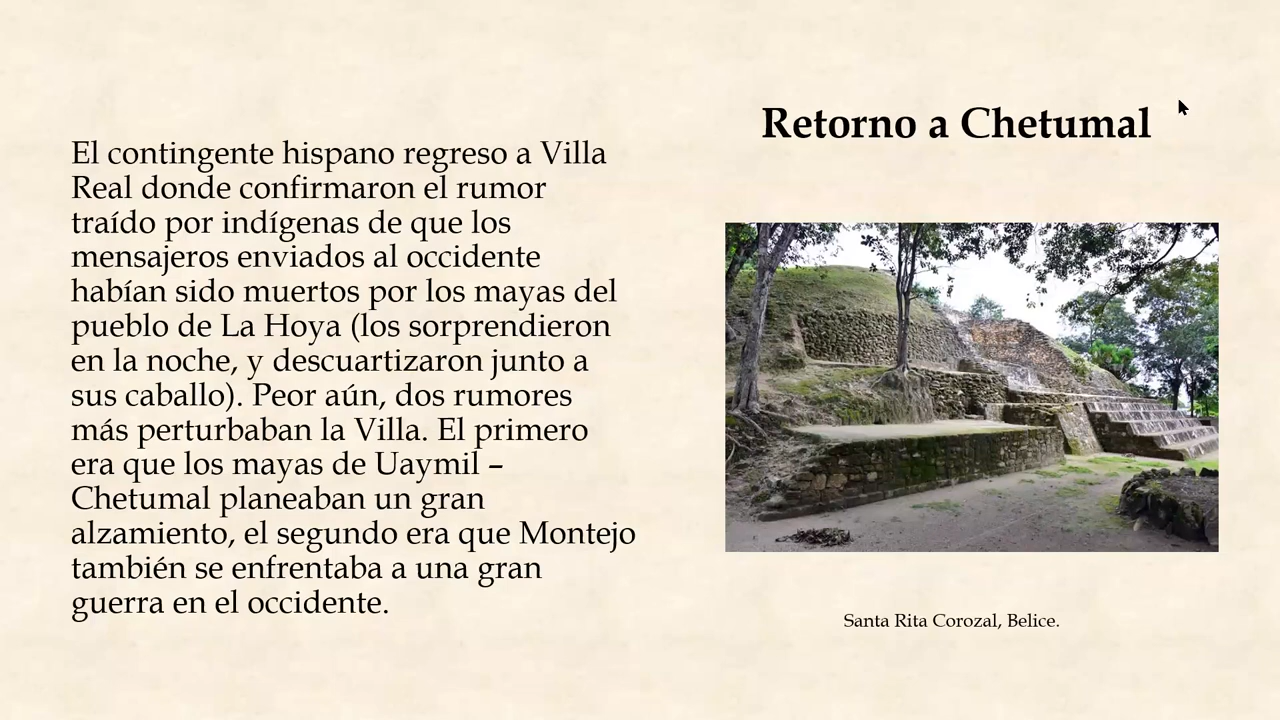 Retorno a Chetumal
El contingente hispano regreso a Villa
Real donde confirmaron el rumor
traído por indígenas de que los
mensajeros enviados al occidente
habían sido muertos por los mayas del
pueblo de La Hoya (los sorprendieron
en la noche, y descuartizaron junto a
sus caballo). Peor aún, dos rumores
más perturbaban la Villa. El primero
era que los mayas de Uaymil –
Chetumal planeaban un gran
alzamiento, el segundo era que Montejo
también se enfrentaba a una gran
guerra en el occidente.
Santa Rita Corozal, Belice.